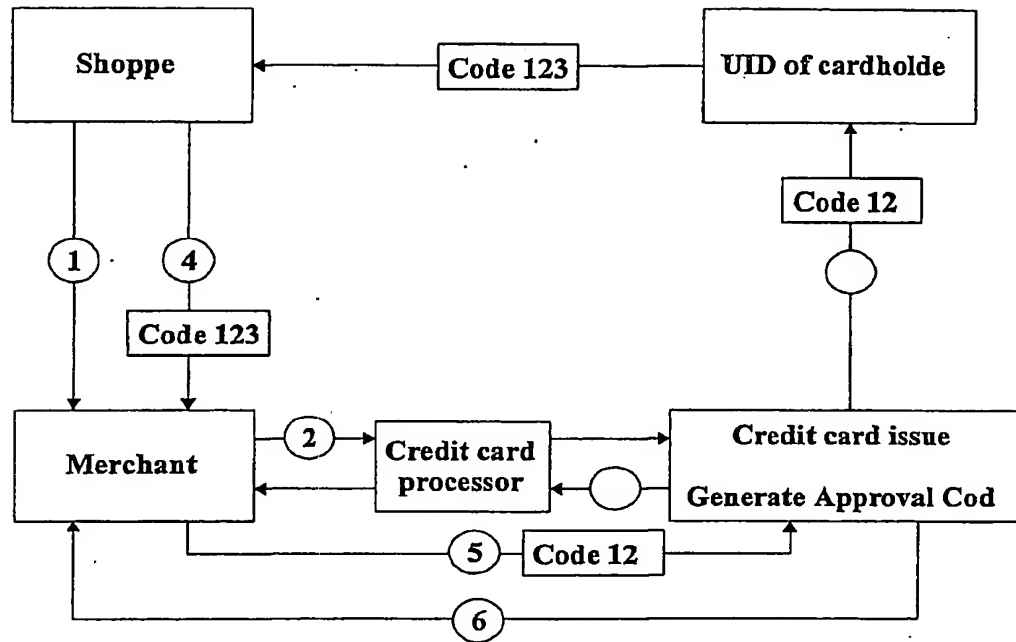 Shoppe
Code 123
UID of cardholde
Code 12
1
4
Code 123
Merchant
2
Credit card
processor
Credit card issue
Generate Approval Cod
5
Code 12
6